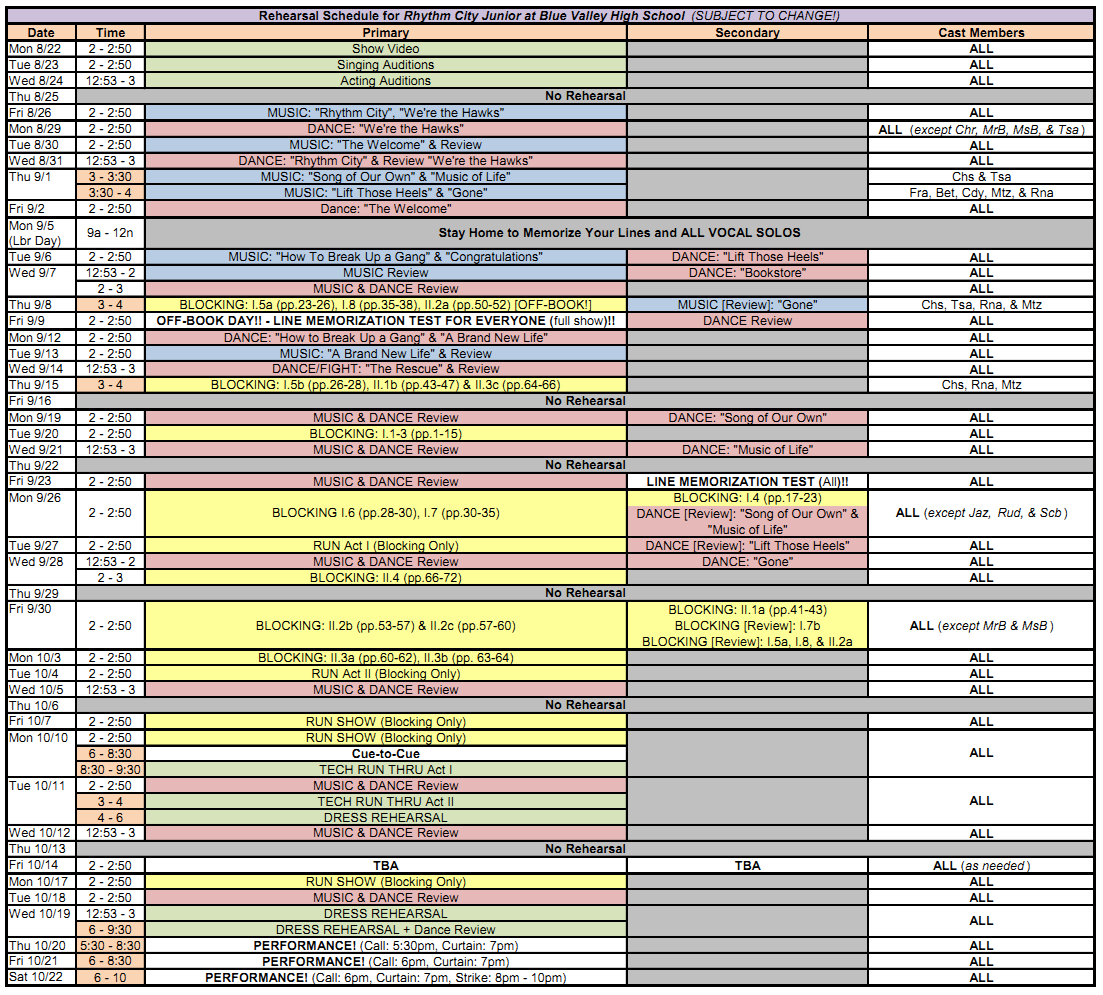 Rehearsal Schedule for Rhythm City Junior at Blue Valley High School (SUBJECT TO CHANGE!)
Date Time Primary Secondary Cast Members
Mon 8/22 2 - 2:50 Show Video ALL
Tue 8/23 2 - 2:50 Singing Auditions ALL
Wed 8/24 12:53 - 3 Acting Auditions ALL
Thu 8/25 No Rehearsal
Fri 8/26 2 - 2:50 MUSIC: "Rhythm City", "We're the Hawks" ALL
Mon 8/29 2 - 2:50 DANCE: "We're the Hawks" ALL (except Chr, MrB, MsB, & Tsa)
Tue 8/30 2 - 2:50 MUSIC: "The Welcome" & Review ALL
Wed 8/31 12:53 - 3 DANCE: "Rhythm City" & Review "We're the Hawks" ALL
Thu 9/1 3 - 3:30 MUSIC: "Song of Our Own" & "Music of Life" Chs & Tsa
3:30 - 4 MUSIC: "Lift Those Heels" & "Gone" Fra, Bet, Cdy, Mtz, & Rna
Fri 9/2 2 - 2:50 Dance: "The Welcome" ALL
Mon 9/5
(Lbr Day) 9a - 12n Stay Home to Memorize Your Lines and ALL VOCAL SOLOS
Tue 9/6 2 - 2:50 MUSIC: "How To Break Up a Gang" & "Congratulations" DANCE: "Lift Those Heels" ALL
Wed 9/7 12:53 - 2 MUSIC Review DANCE: "Bookstore" ALL
2 - 3 MUSIC & DANCE Review ALL
Thu 9/8 3 - 4 BLOCKING: I.5a (pp.23-26), I.8 (pp.35-38), II.2a (pp.50-52) [OFF-BOOK!] MUSIC [Review]: "Gone" Chs, Tsa, Rna, & Mtz
Fri 9/9 2 - 2:50 OFF-BOOK DAY!! - LINE MEMORIZATION TEST FOR EVERYONE (full show)!! DANCE Review ALL
Mon 9/12 2 - 2:50 DANCE: "How to Break Up a Gang" & "A Brand New Life" ALL
Tue 9/13 2 - 2:50 MUSIC: "A Brand New Life" & Review ALL
Wed 9/14 12:53 - 3 DANCE/FIGHT: "The Rescue" & Review ALL
Thu 9/15 3 - 4 BLOCKING: I.5b (pp.26-28), II.1b (pp.43-47) & II.3c (pp.64-66) Chs, Rna, Mtz
Fri 9/16 No Rehearsal
Mon 9/19 2 - 2:50 MUSIC & DANCE Review DANCE: "Song of Our Own" ALL
Tue 9/20 2 - 2:50 BLOCKING: I.1-3 (pp.1-15) ALL
Wed 9/21 12:53 - 3 MUSIC & DANCE Review DANCE: "Music of Life" ALL
Thu 9/22 No Rehearsal
Fri 9/23 2 - 2:50 MUSIC & DANCE Review LINE MEMORIZATION TEST (All)!! ALL
Mon 9/26 2 - 2:50 BLOCKING I.6 (pp.28-30), I.7 (pp.30-35) BLOCKING: I.4 (pp.17-23)
DANCE [Review]: "Song of Our Own" &
"Music of Life" ALL (except Jaz, Rud, & Scb)
Tue 9/27 2 - 2:50 RUN Act I (Blocking Only) DANCE [Review]: "Lift Those Heels" ALL
Wed 9/28 12:53 - 2 MUSIC & DANCE Review DANCE: "Gone" ALL
2 - 3 BLOCKING: II.4 (pp.66-72) ALL
Thu 9/29 No Rehearsal
Fri 9/30 2 - 2:50 BLOCKING: II.2b (pp.53-57) & II.2c (pp.57-60) BLOCKING: II.1a (pp.41-43)
BLOCKING [Review]: I.7b
BLOCKING [Review]: I.5a, I.8, & II.2a ALL (except MrB & MsB)
Mon 10/3 2 - 2:50 BLOCKING: II.3a (pp.60-62), II.3b (pp. 63-64) ALL
Tue 10/4 2 - 2:50 RUN Act II (Blocking Only) ALL
Wed 10/5 12:53 - 3 MUSIC & DANCE Review ALL
Thu 10/6 No Rehearsal
Fri 10/7 2 - 2:50 RUN SHOW (Blocking Only) ALL
Mon 10/10 2 - 2:50 RUN SHOW (Blocking Only)
6 - 8:30 Cue-to-Cue ALL
8:30 - 9:30 TECH RUN THRU Act I
Tue 10/11 2 - 2:50 MUSIC & DANCE Review
3 - 4 TECH RUN THRU Act II ALL
4 - 6 DRESS REHEARSAL
Wed 10/12 12:53 - 3 MUSIC & DANCE Review ALL
Thu 10/13 No Rehearsal
Fri 10/14 2 - 2:50 TBA TBA ALL (as needed)
Mon 10/17 2 - 2:50 RUN SHOW (Blocking Only) ALL
Tue 10/18 2 - 2:50 MUSIC & DANCE Review ALL
Wed 10/19 12:53 - 3 DRESS REHEARSAL ALL
6 - 9:30 DRESS REHEARSAL + Dance Review
Thu 10/20 5:30 - 8:30 PERFORMANCE! (Call: 5:30pm, Curtain: 7pm) ALL
Fri 10/21 6 - 8:30 PERFORMANCE! (Call: 6pm, Curtain: 7pm) ALL
Sat 10/22 6 - 10 PERFORMANCE! (Call: 6pm, Curtain: 7pm, Strike: 8pm - 10pm) ALL